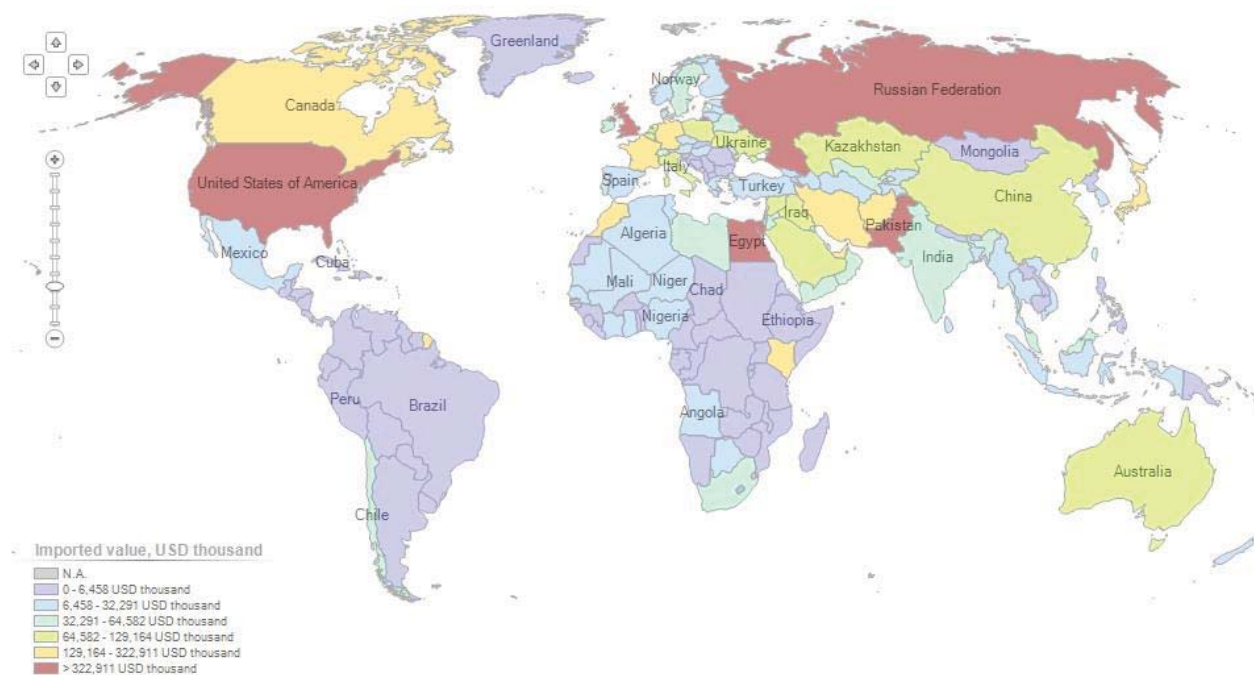 Greenland
Norway
Canada
Russian Federation
Ukraine
Kazakhstan
Mongolia
Italy
United States of America
Spain
Turkey
China
Iraq
Pakistan
Algeria
Egypt
Mexico
India
Cuba
Mali
Niger
Chad
Nigeria
Ethiopia
Peru
Brazil
Angola
Australia
Chile
Imported value, USD thousand
N.A.
0 - 6,458 USD thousand
6,458 - 32,291 USD thousand
32,291 - 64,582 USD thousand
64,582 - 129,164 USD thousand
129,164 - 322,911 USD thousand
> 322,911 USD thousand